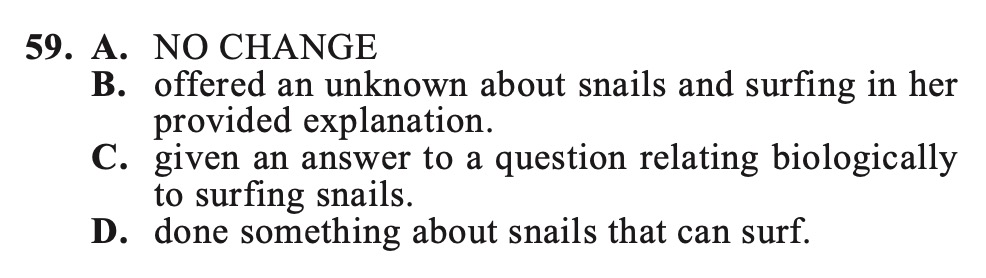 59. A. NO CHANGE
B. offered an unknown about snails and surfing in her
provided explanation.
C. given an answer to a question relating biologically
to surfing snails.
D. done something about snails that can surf.